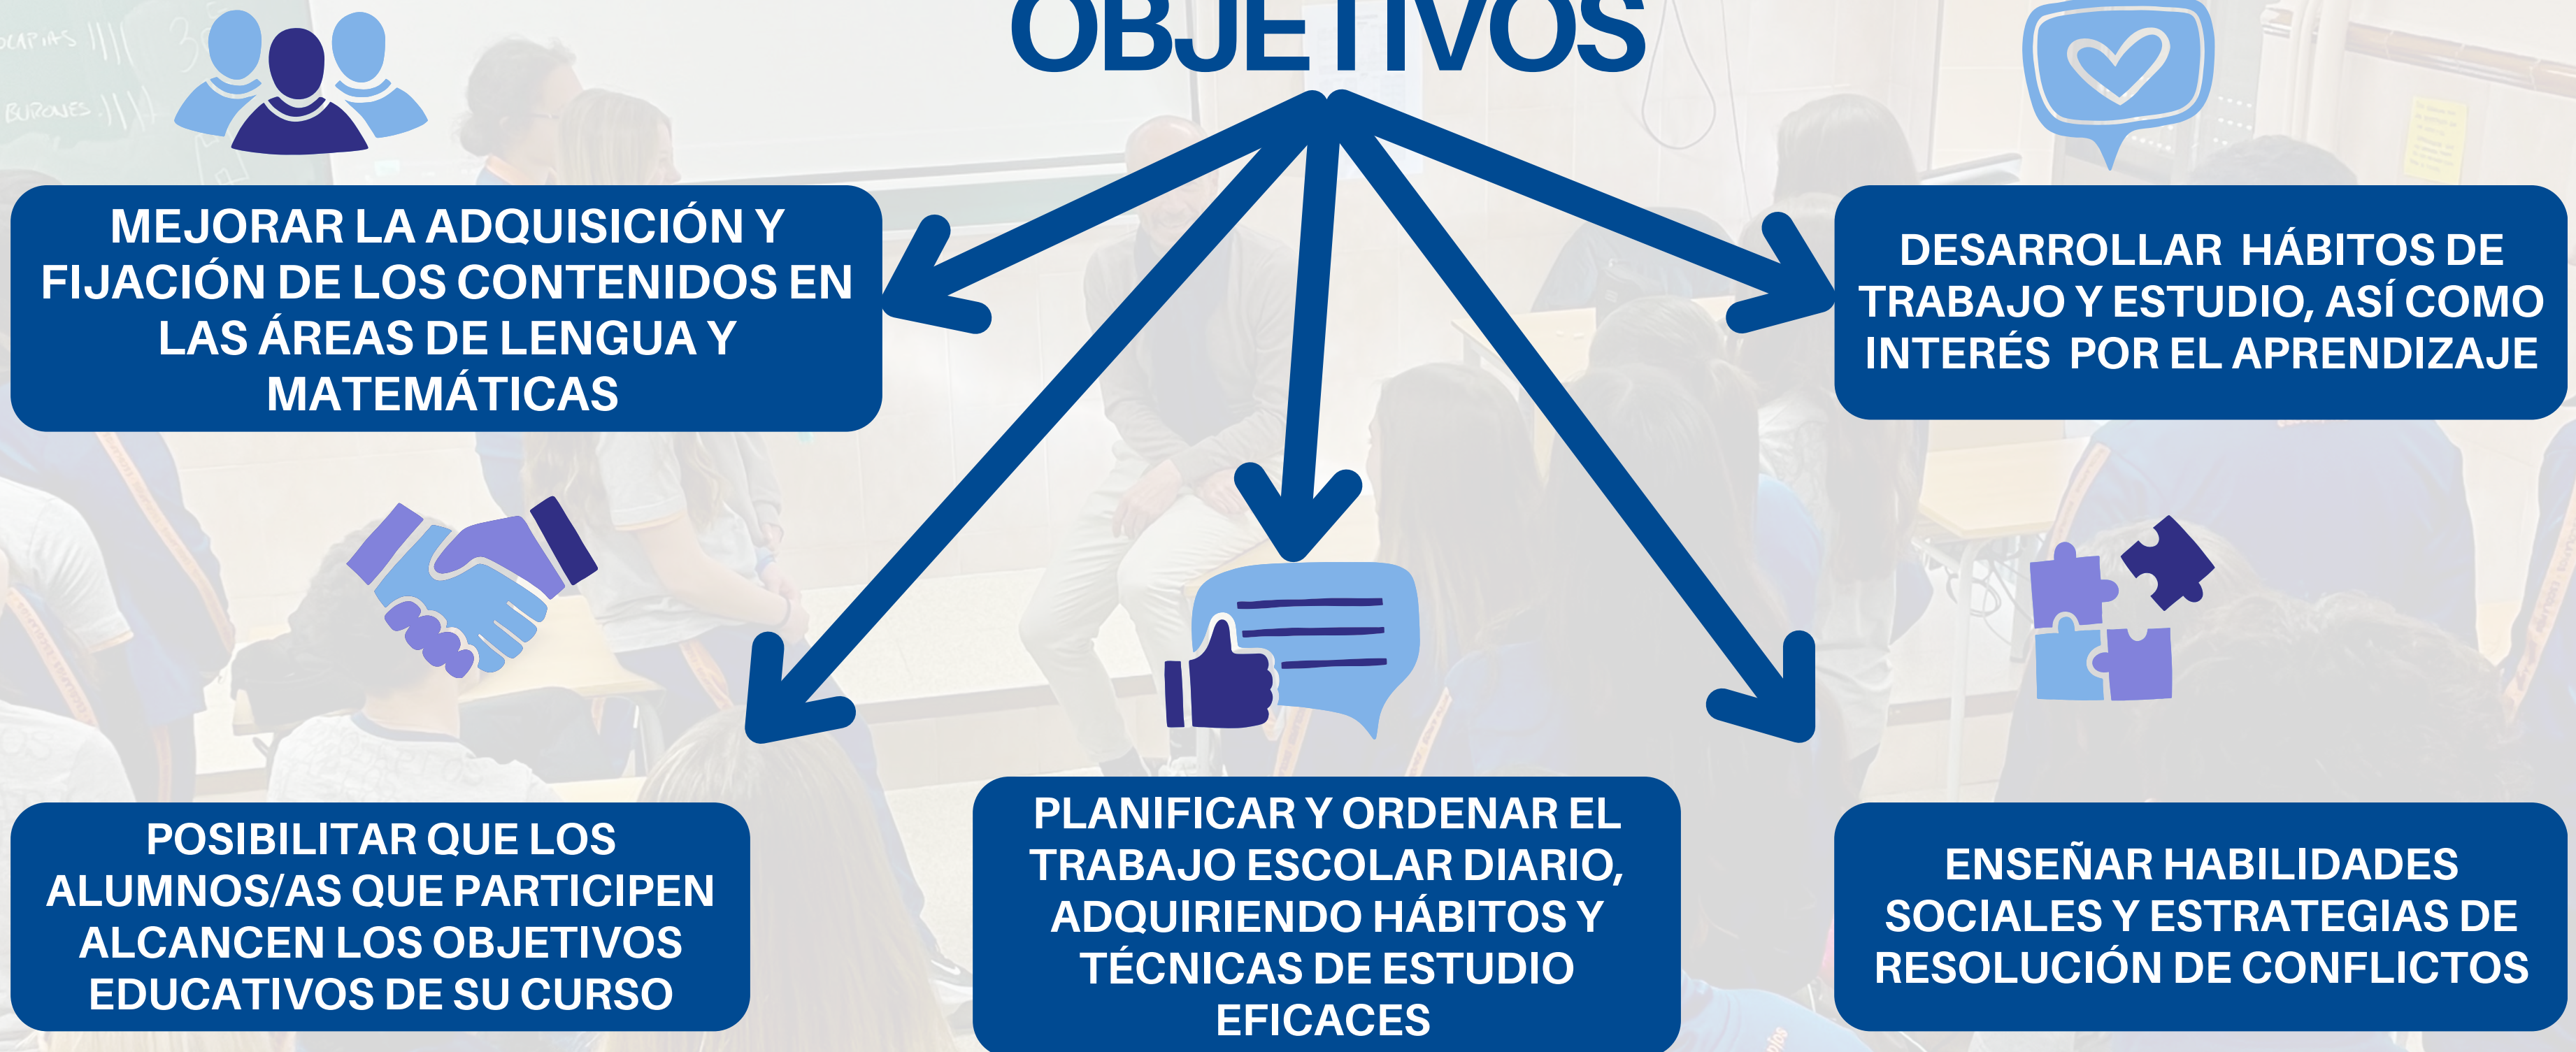 OBJETIVOS
MEJORAR LA ADQUISICIÓN Y
FIJACIÓN DE LOS CONTENIDOS EN
LAS ÁREAS DE LENGUA Y
MATEMÁTICAS
DESARROLLAR HÁBITOS DE
TRABAJO Y ESTUDIO, ASÍ COMO
INTERÉS POR EL APRENDIZAJE
POSIBILITAR QUE LOS
ALUMNOS/AS QUE PARTICIPEN
ALCANCEN LOS OBJETIVOS
EDUCATIVOS DE SU CURSO
PLANIFICAR Y ORDENAR EL
TRABAJO ESCOLAR DIARIO,
ADQUIRIENDO HÁBITOS Y
TÉCNICAS DE ESTUDIO
EFICACES
ENSEÑAR HABILIDADES
SOCIALES Y ESTRATEGIAS DE
RESOLUCIÓN DE CONFLICTOS